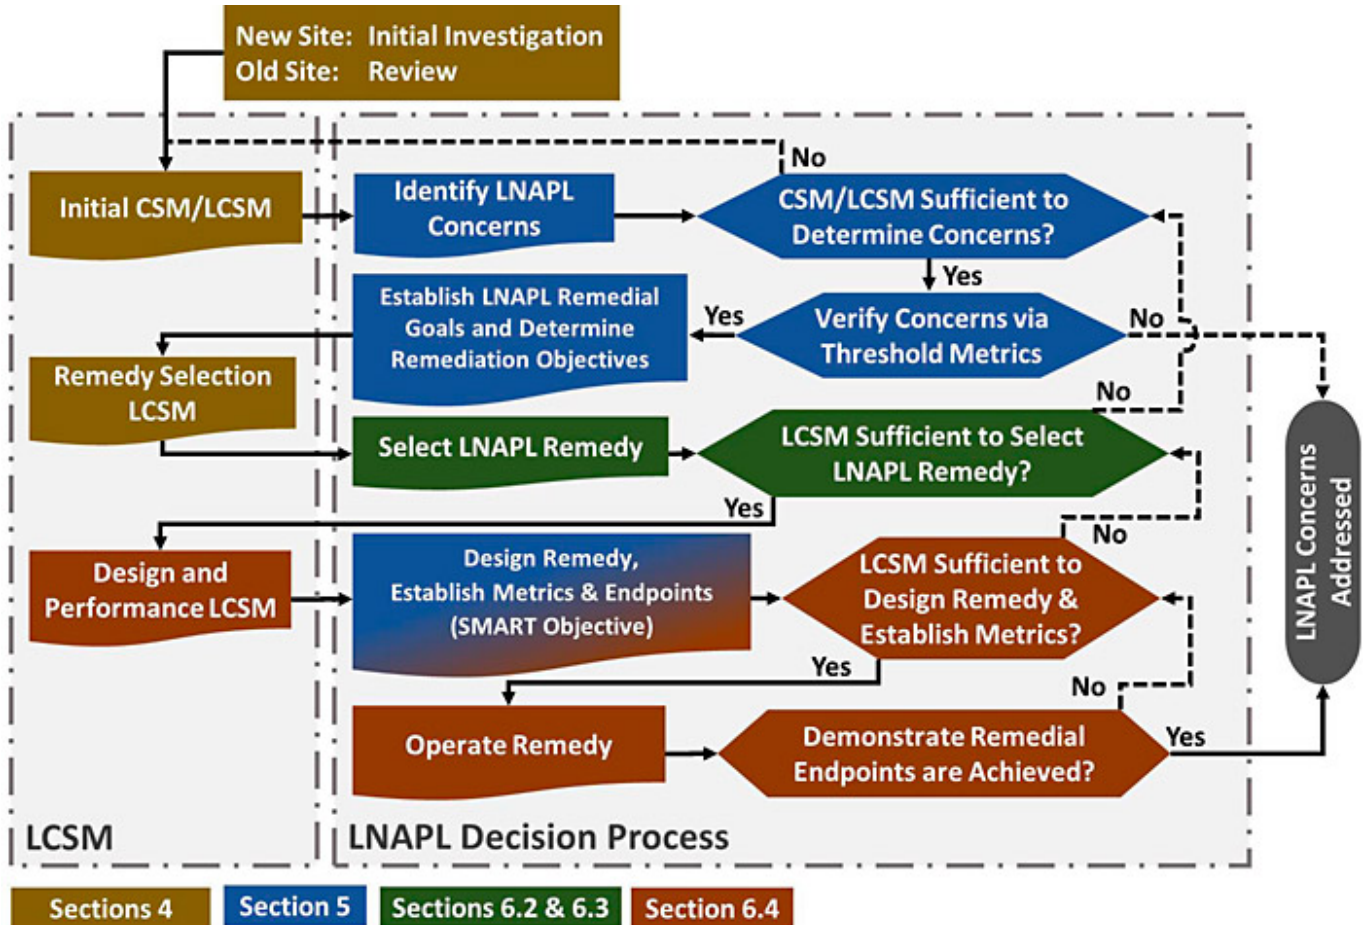 New Site: Initial Investigation
Old Site: Review
No
Initial CSM/LCSM
Identify LNAPL
Concerns
CSM/LCSM Sufficient to
Determine Concerns?
Yes
Establish LNAPL Remedial
Goals and Determine
Remediation Objectives
Yes
Verify Concerns via
Threshold Metrics
No
Remedy Selection
LCSM
No
Select LNAPL Remedy
LCSM Sufficient to Select
LNAPL Remedy?
Yes
No
LNAPL Concerns
Addressed
Design and
Performance LCSM
Design Remedy,
Establish Metrics & Endpoints
(SMART Objective)
LCSM Sufficient to
Design Remedy &
Establish Metrics?
Yes
No
Operate Remedy
Demonstrate Remedial
Endpoints are Achieved?
Yes
LCSM
LNAPL Decision Process
Sections 4
Section 5
Sections 6.2 & 6.3
Section 6.4